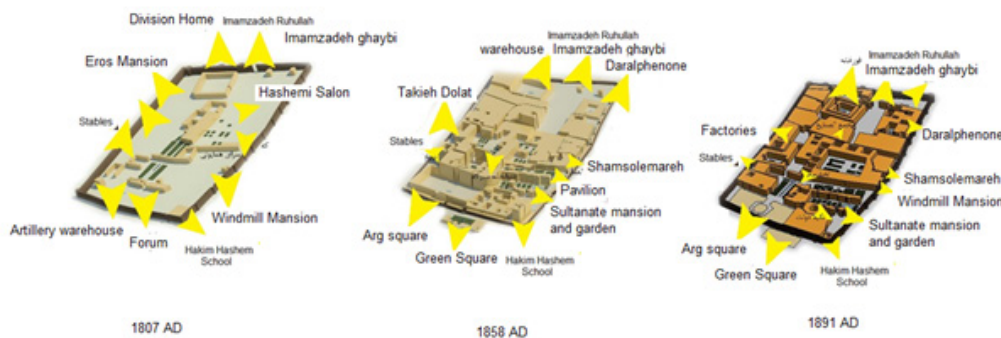 Division Home
Imamzadeh Ruhullah
Imamzadeh ghaybi
Eros Mansion
Hashemi Salon
Stables
Windmill Mansion
Artillery warehouse
Forum
Hakim Hashem
School
1807 AD
Imamzadeh Ruhullah
warehouse
Imamzadeh ghaybi
Daralphenone
Takieh Dolat
Stables
Shamsolemareh
Pavilion
Sultanate mansion
and garden
Arg square
Green Square
Hakim Hashem
School
1858 AD
Imamzadeh Ruhullah
Imamzadeh ghaybi
Factories
Daralphenone
Stables
Shamsolemareh
Windmill Mansion
Sultanate mansion
and garden
Arg square
Green Square
Hakim Hashem
School
1891 AD